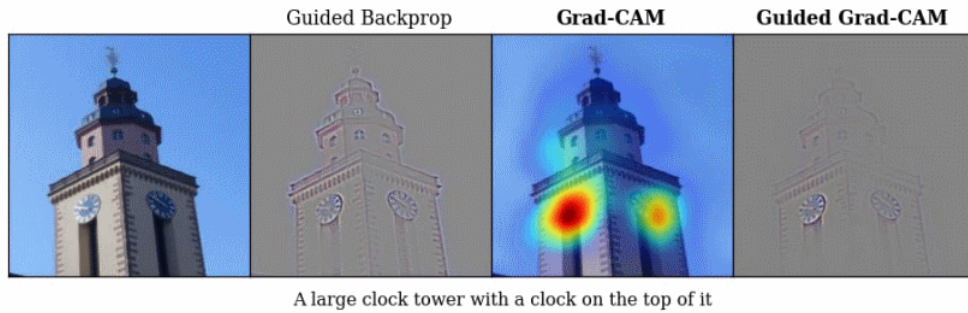 Guided Backprop
Grad-CAM
Guided Grad-CAM
A large clock tower with a clock on the top of it